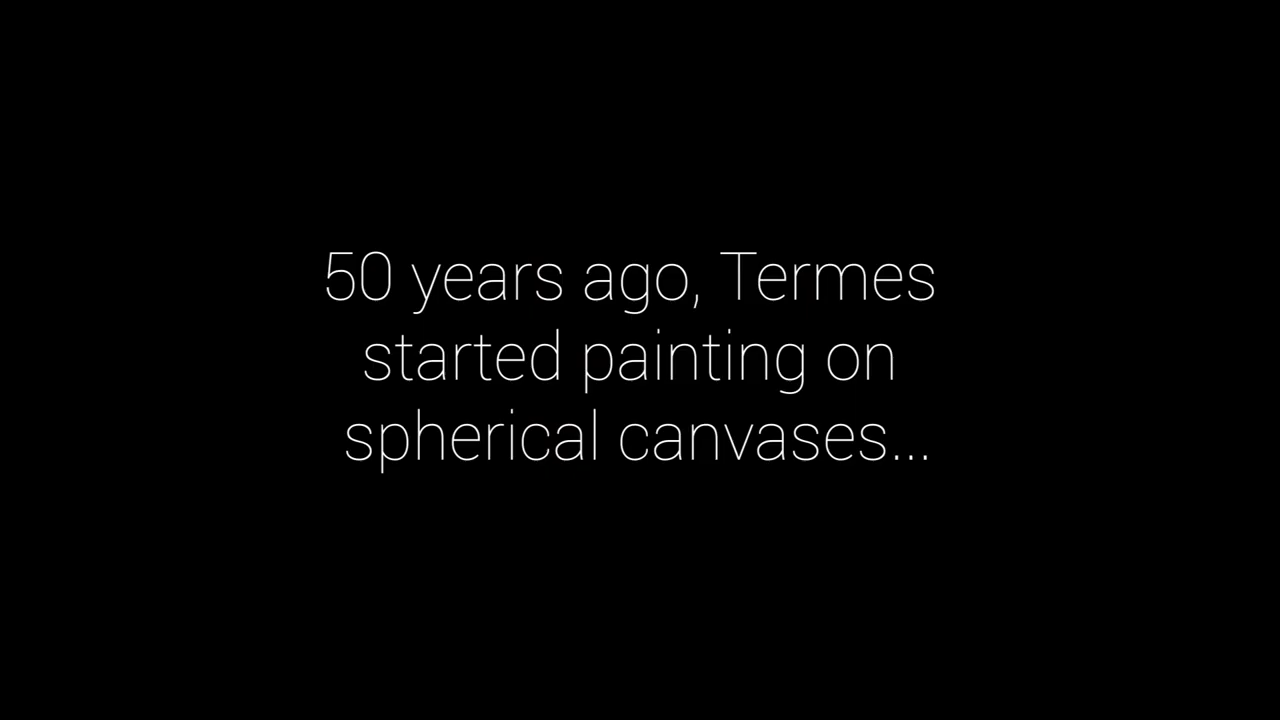 50 years ago, Termes
started painting on
spherical canvases...